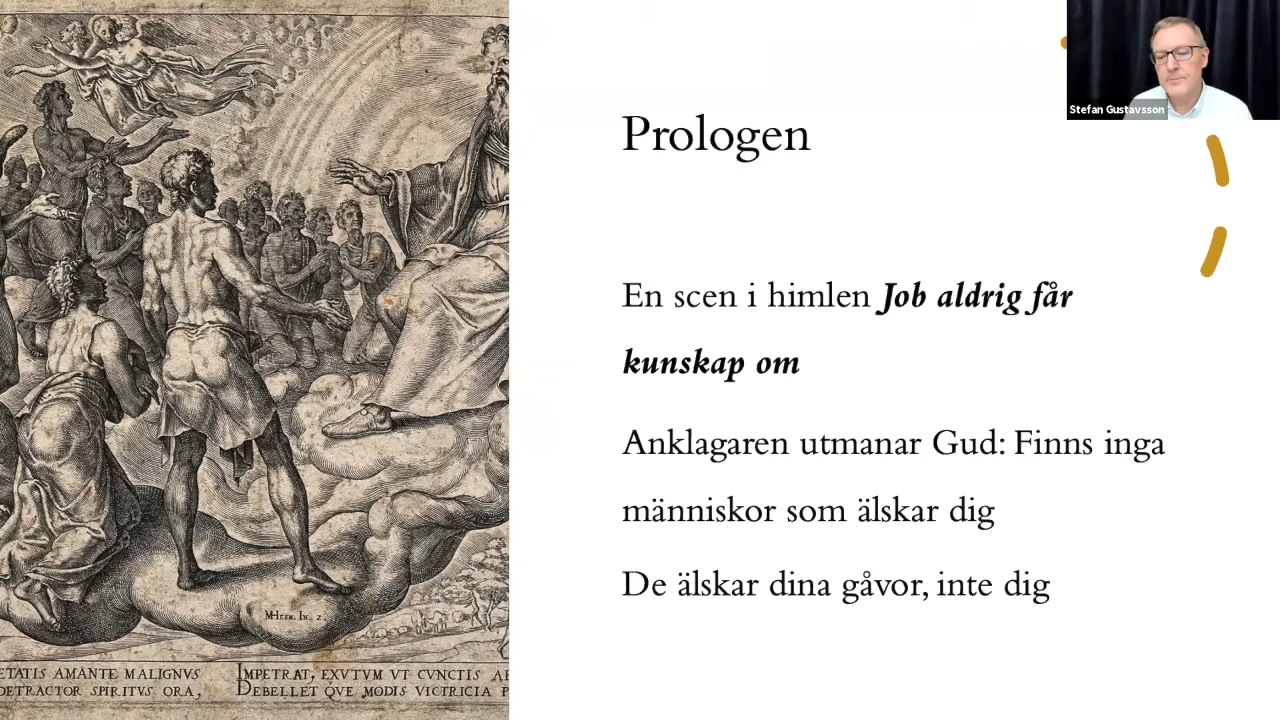 Stefan Gustavsson
Prologen
En scen i himlen Job aldrig får
kunskap om
Anklagaren utmanar Gud: Finns inga
människor som älskar dig
De älskar dina gåvor, inte dig
ETATIS AMANTE MALIGNVS
DETRACTOR SPIRITVS ORA,
IMPETRAT, EXVTVM VT CVNCTIS
DEBELLET QVE MODIS VICTRICIA